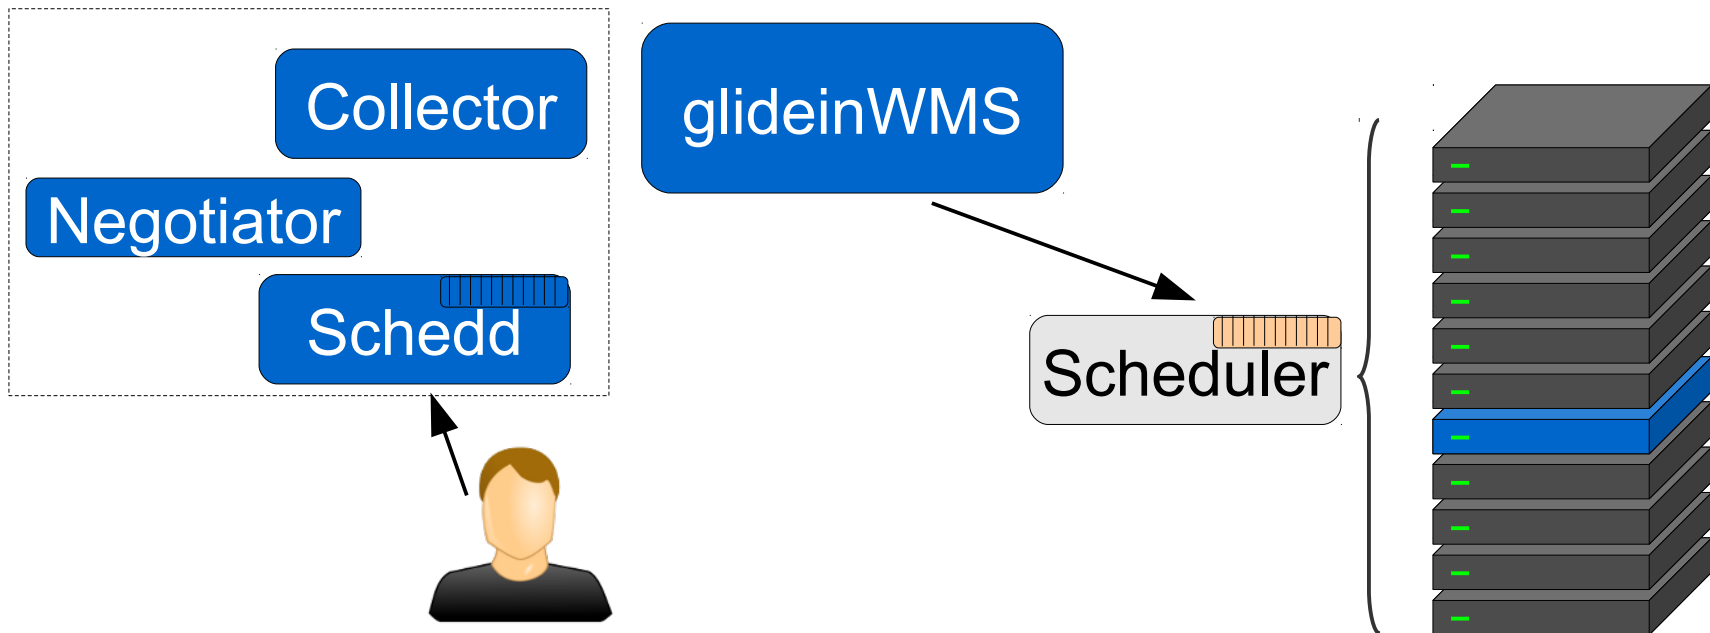 Collector
glideinWMS
Negotiator
Schedd
Scheduler